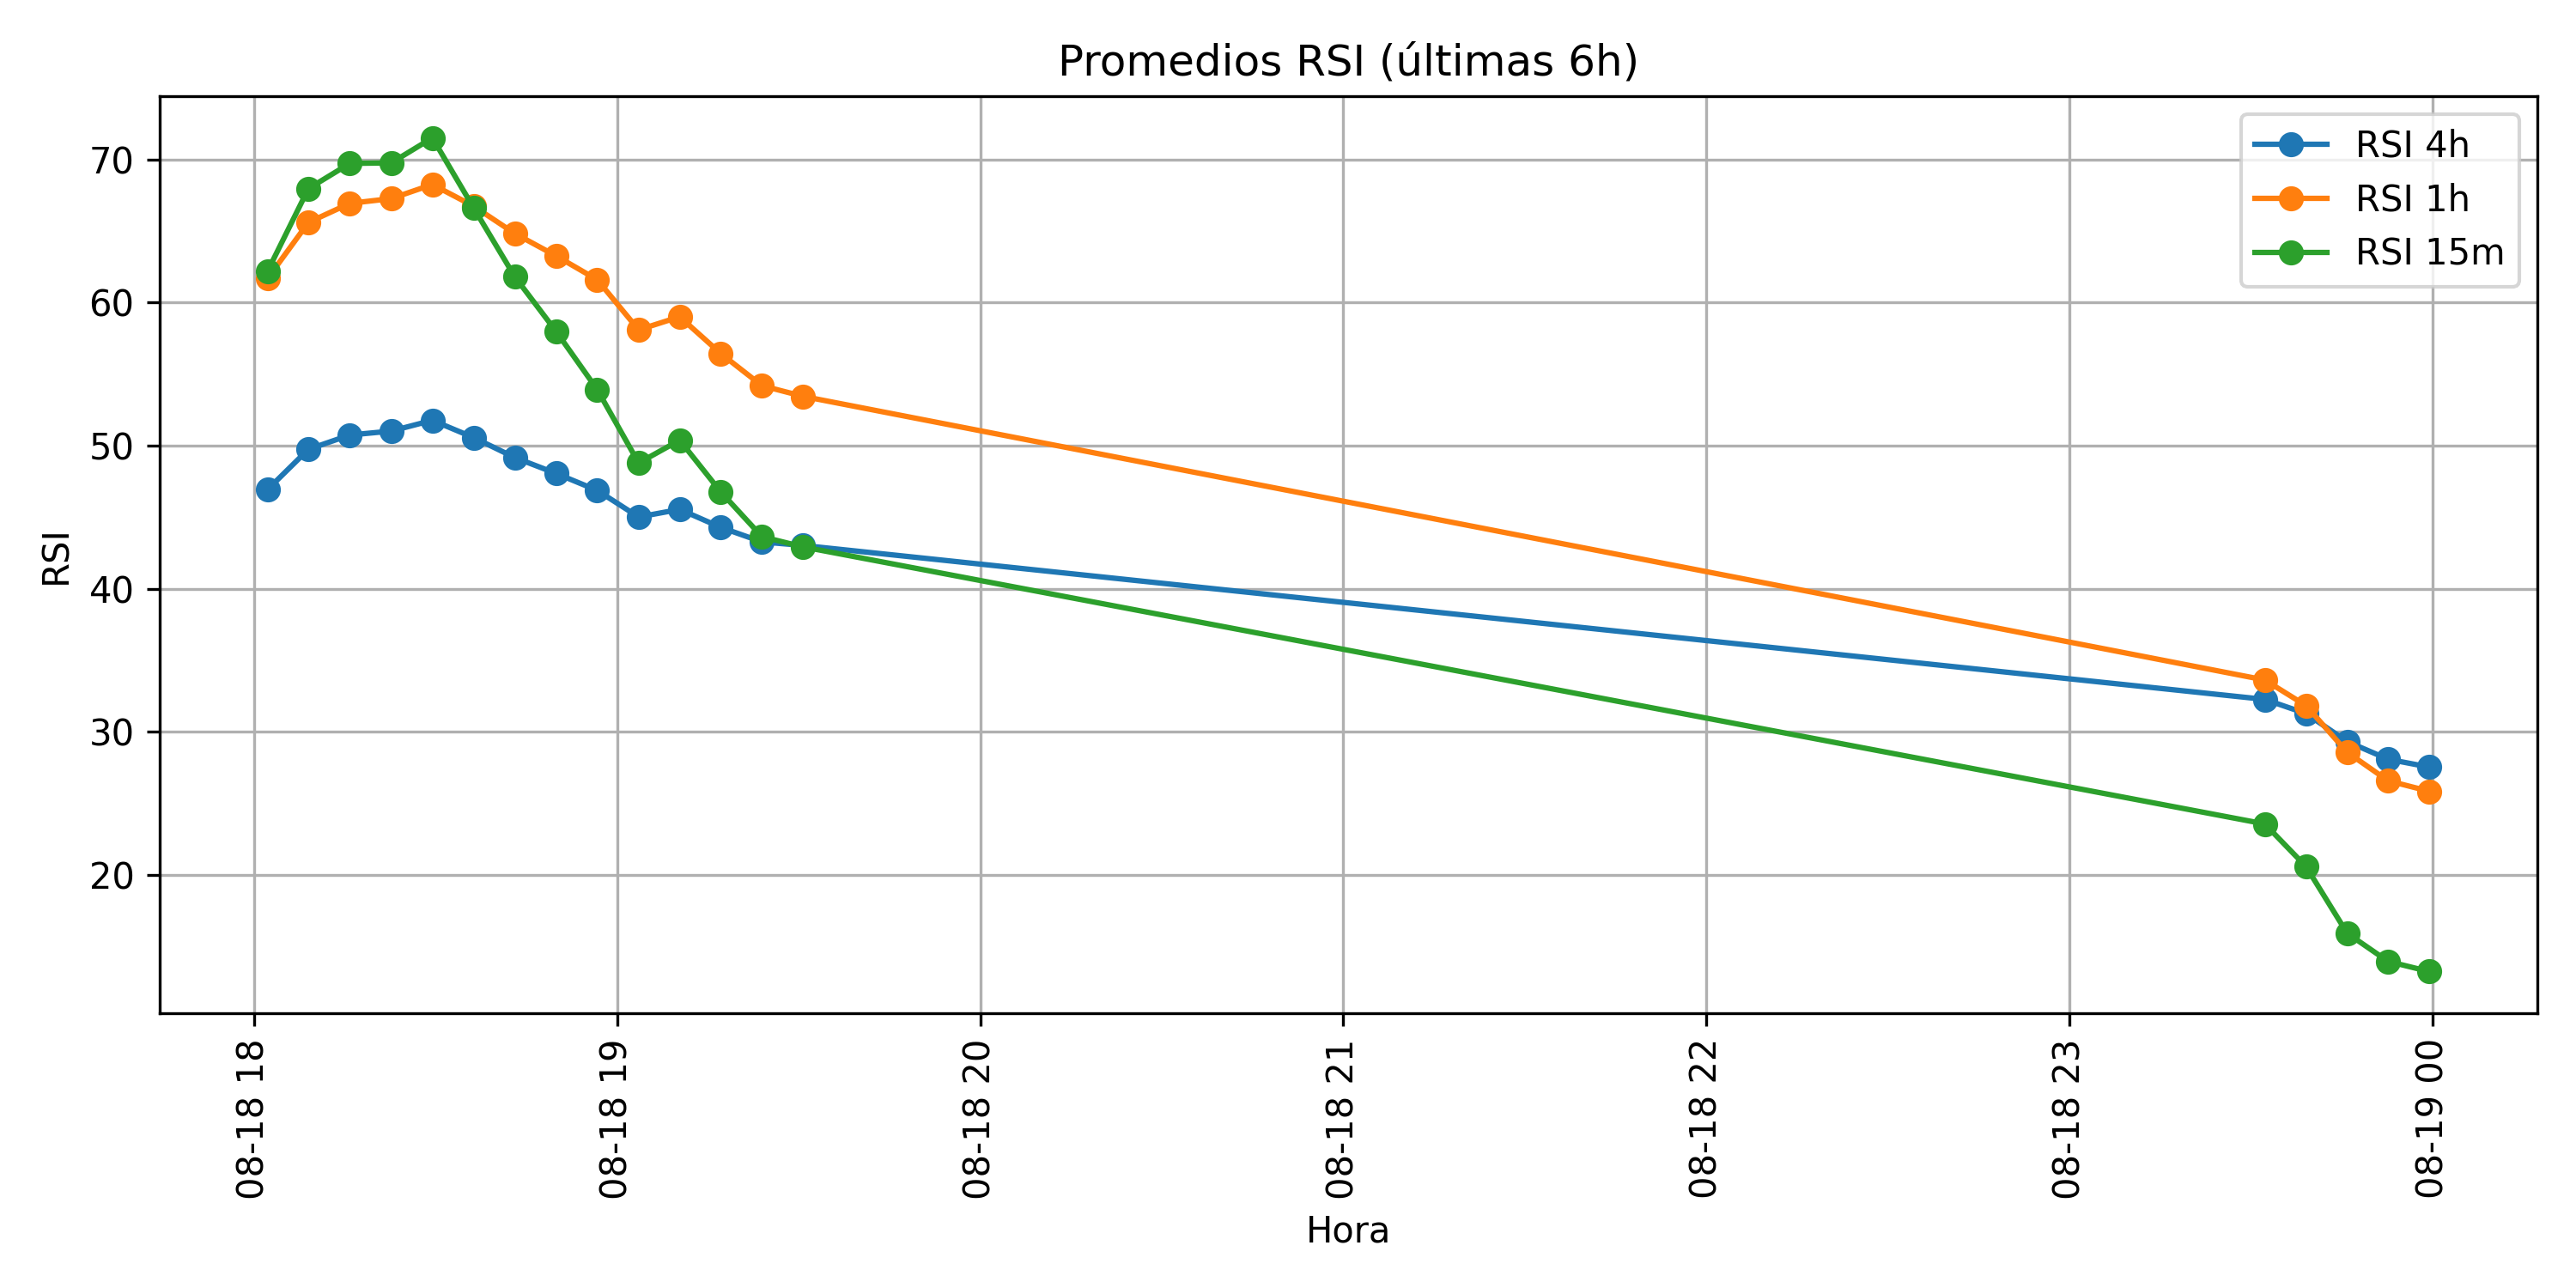 Promedios RSI (últimas 6h)
RSI 4h
RSI 1h
RSI 15m
RSI
70
60
50
40
30
20
08-18 18
08-18 19
08-18 20
08-18 21
08-18 22
08-18 23
08-19 00
Hora